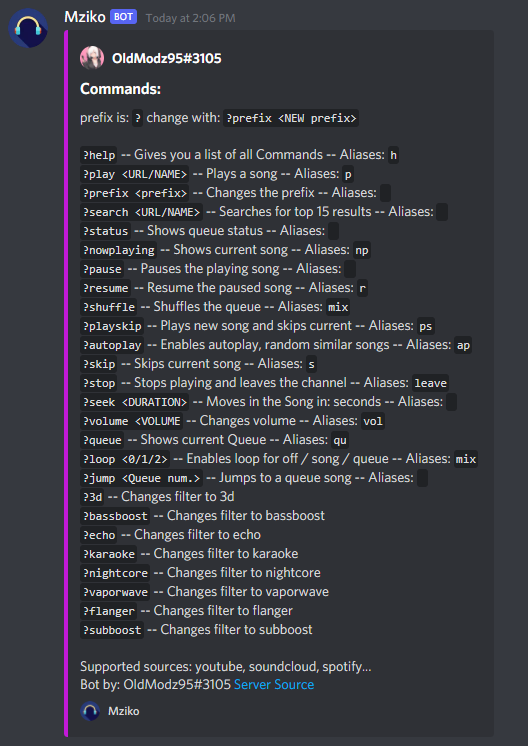 Mziko BOT Today at 2:06 PM
OldModz95#3105
Commands:
prefix is: ? change with: ?prefix <NEW prefix>
?help -- Gives you a list of all Commands -- Aliases: h
?play <URL/NAME> -- Plays a song -- Aliases: p
?prefix <prefix> -- Changes the prefix -- Aliases:
?search <URL/NAME> -- Searches for top 15 results -- Aliases:
?status -- Shows queue status -- Aliases:
?nowplaying -- Shows current song -- Aliases: np
?pause -- Pauses the playing song -- Aliases:
?resume -- Resume the paused song -- Aliases: r
?shuffle -- Shuffles the queue -- Aliases: mix
?playskip -- Plays new song and skips current -- Aliases: ps
?autoplay -- Enables autoplay, random similar songs -- Aliases: ap
?skip -- Skips current song -- Aliases: s
?stop -- Stops playing and leaves the channel -- Aliases: leave
?seek <DURATION> -- Moves in the Song in: seconds -- Aliases:
?volume <VOLUME -- Changes volume -- Aliases: vol
?queue -- Shows current Queue -- Aliases: qu
?loop <0/1/2> -- Enables loop for off / song / queue -- Aliases: mix
?jump <Queue num.> -- Jumps to a queue song -- Aliases:
?3d -- Changes filter to 3d
?bassboost -- Changes filter to bassboost
?echo -- Changes filter to echo
?karaoke -- Changes filter to karaoke
?nightcore -- Changes filter to nightcore
?vaporwave -- Changes filter to vaporwave
?flanger -- Changes filter to flanger
?subboost -- Changes filter to subboost
Supported sources: youtube, soundcloud, spotify...
Bot by: OldModz95#3105 Server Source
Mziko